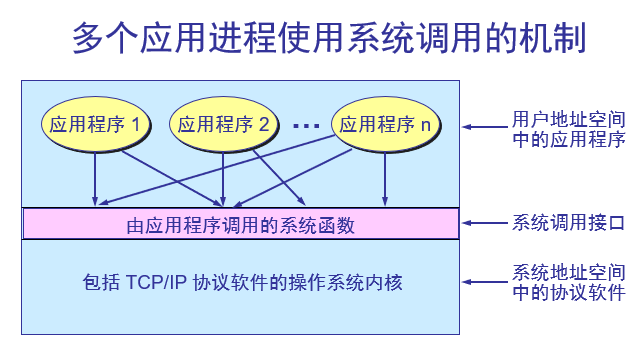 多个应用进程使用系统调用的机制
应用程序 1
应用程序 2
…
应用程序 n
用户地址空间
中的应用程序
由应用程序调用的系统函数
系统调用接口
包括 TCP/IP 协议软件的操作系统内核
系统地址空间
中的协议软件